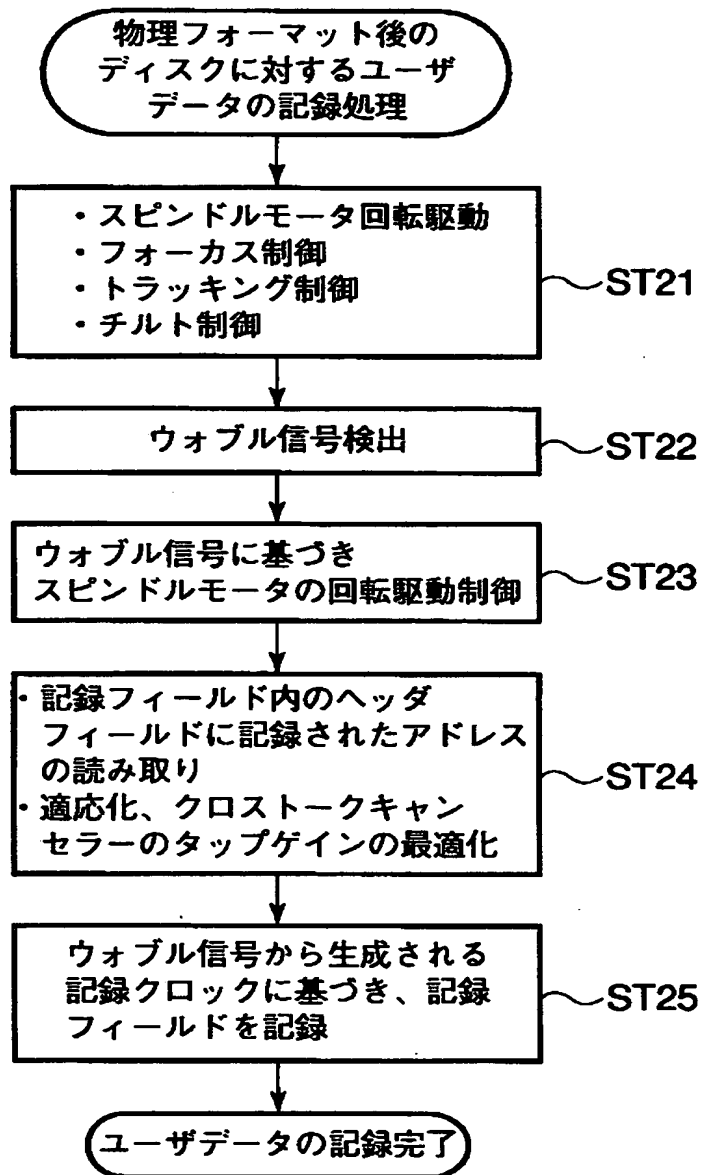 物理フォーマット後の
ディスクに対するユーザ
データの記録処理
・スピンドルモータ回転駆動
・フォーカス制御
・トラッキング制御
・チルト制御
ST21
ウォブル信号検出
ST22
ウォブル信号に基づき
スピンドルモータの回転駆動制御
ST23
・記録フィールド内のヘッダ
フィールドに記録されたアドレス
の読み取り
・適応化、クロストークキャン
セラーのタップゲインの最適化
ST24
ウォブル信号から生成される
記録クロックに基づき、記録
フィールドを記録
ST25
ユーザデータの記録完了